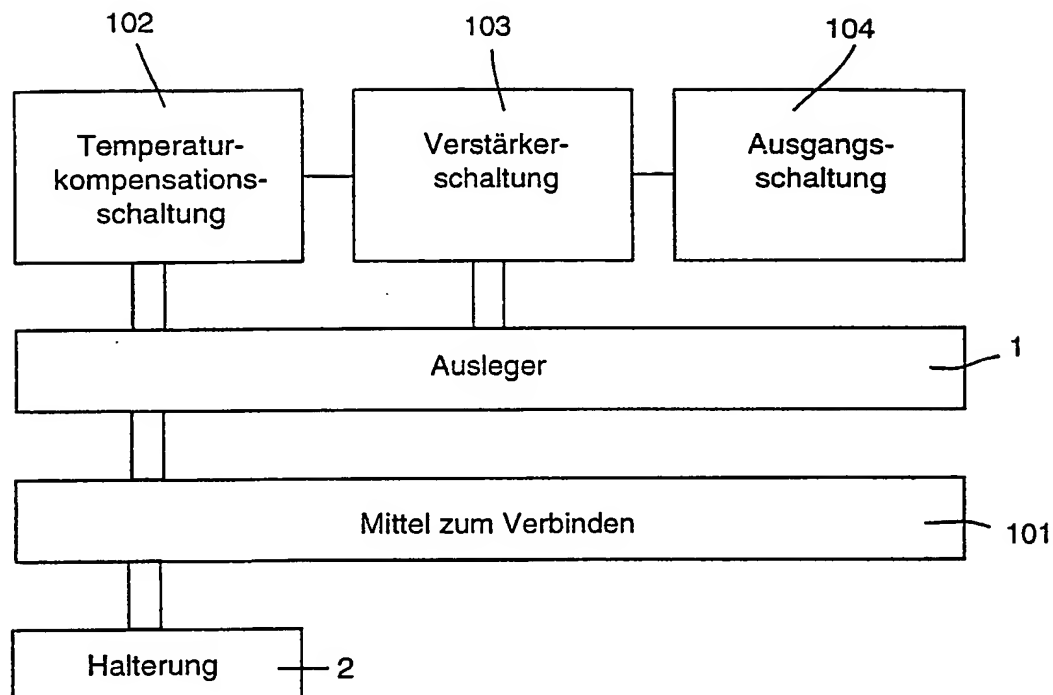 102
103
104
Temperatur-
kompensations-
schaltung
Verstärker-
schaltung
Ausgangs-
schaltung
Ausleger
1
Mittel zum Verbinden
101
Halterung
2